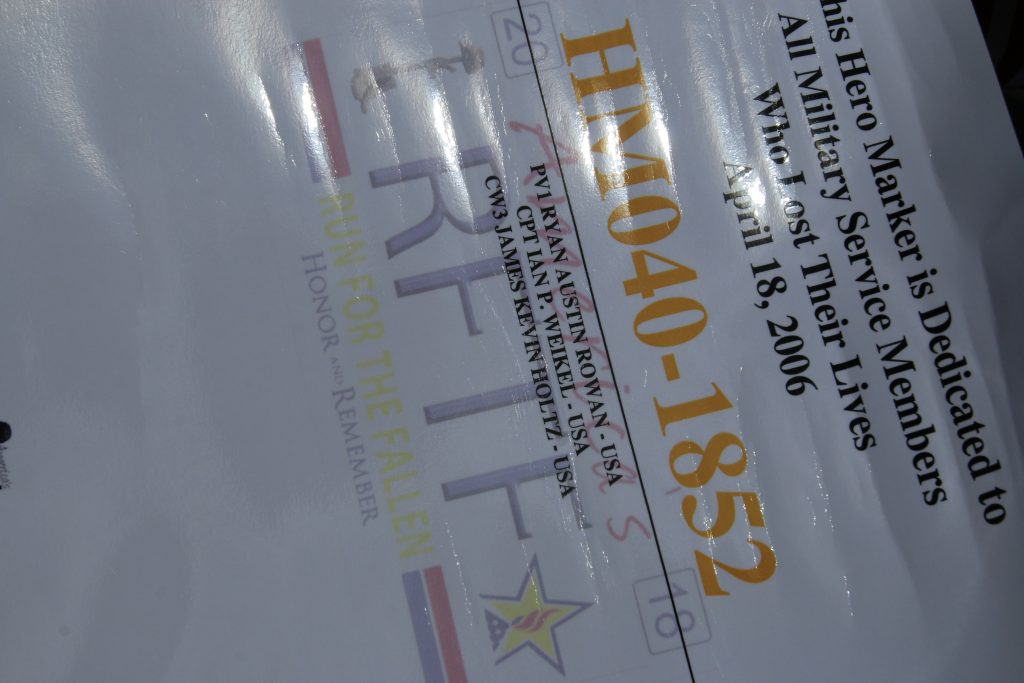 his Hero Marker is Dedicated to
All Military Service Members
Who Lost Their Lives
April 18, 2006
HM040-1852
20 18
America's
PV1 RYAN AUSTIN ROWAN - USA
CPT IAN P. WEIKEL - USA
CW3 JAMES KEVIN HOLTZ - USA
RFTF
RUN FOR THE FALLEN
HONOR AND REMEMBER
America's